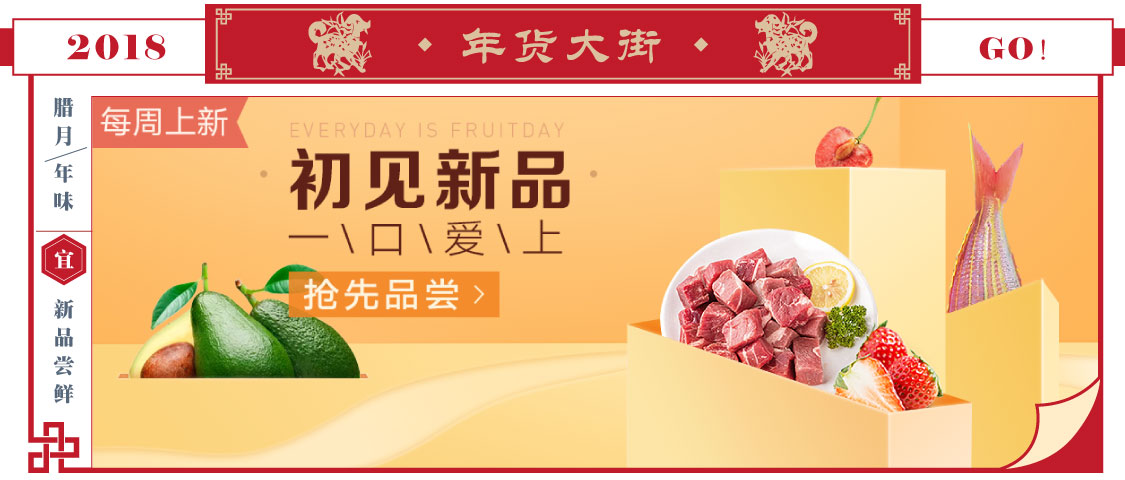 2018 年货大街 GO!
腊月/年味
宜
新品尝鲜
每周上新
EVERYDAY IS FRUITDAY
初见新品
一\口\爱\上
抢先品尝 >